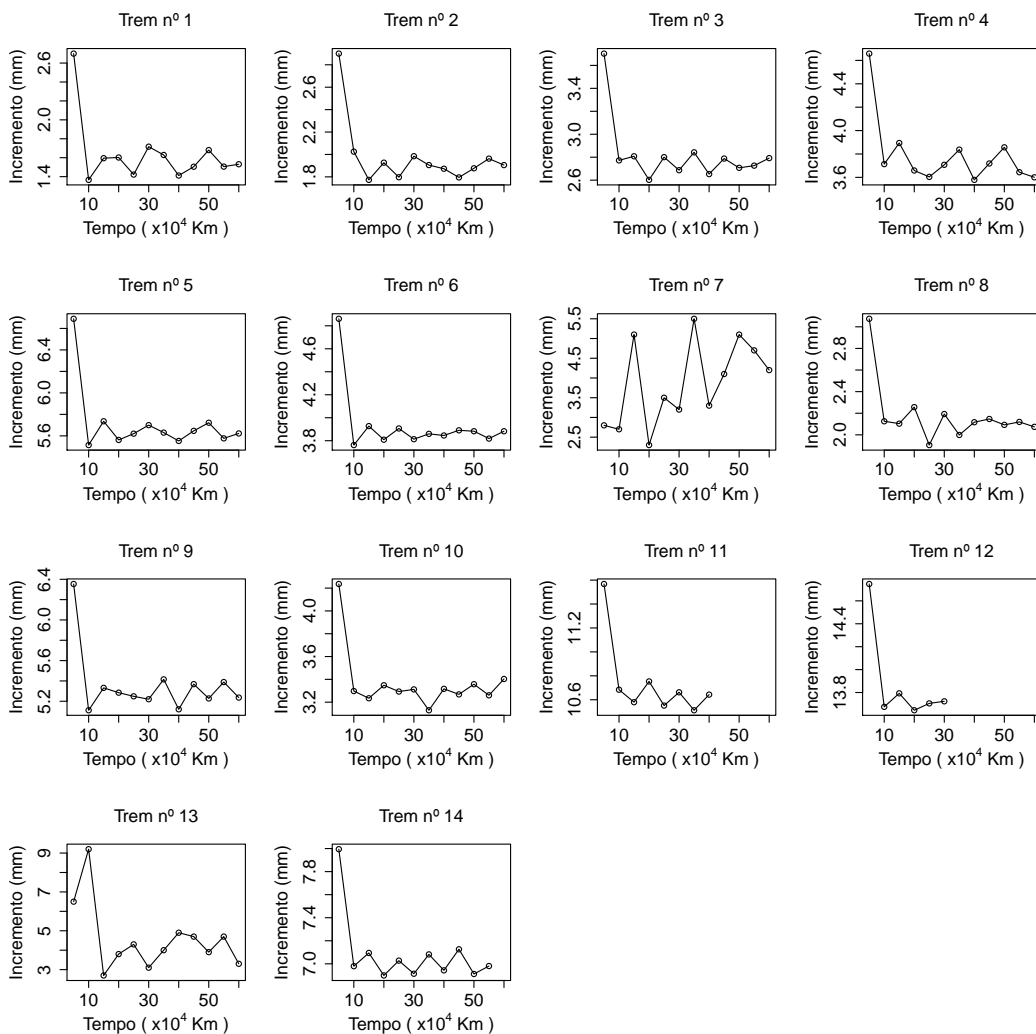 Trem nº 1
Incremento (mm)
1.4 2.0 2.6
10 30 50
Tempo ( x10⁴ Km )
Trem nº 2
Incremento (mm)
1.8 2.2 2.6
10 30 50
Tempo ( x10⁴ Km )
Trem nº 3
Incremento (mm)
2.6 3.0 3.4
10 30 50
Tempo ( x10⁴ Km )
Trem nº 4
Incremento (mm)
3.6 4.0 4.4
10 30 50
Tempo ( x10⁴ Km )
Trem nº 5
Incremento (mm)
5.6 6.0 6.4
10 30 50
Tempo ( x10⁴ Km )
Trem nº 6
Incremento (mm)
3.8 4.2 4.6
10 30 50
Tempo ( x10⁴ Km )
Trem nº 7
Incremento (mm)
2.5 3.5 4.5 5.5
10 30 50
Tempo ( x10⁴ Km )
Trem nº 8
Incremento (mm)
2.0 2.4 2.8
10 30 50
Tempo ( x10⁴ Km )
Trem nº 9
Incremento (mm)
5.2 5.6 6.0 6.4
10 30 50
Tempo ( x10⁴ Km )
Trem nº 10
Incremento (mm)
3.2 3.6 4.0
10 30 50
Tempo ( x10⁴ Km )
Trem nº 11
Incremento (mm)
10.6 11.2
10 30 50
Tempo ( x10⁴ Km )
Trem nº 12
Incremento (mm)
13.8 14.4
10 30 50
Tempo ( x10⁴ Km )
Trem nº 13
Incremento (mm)
3 5 7 9
10 30 50
Tempo ( x10⁴ Km )
Trem nº 14
Incremento (mm)
7.0 7.4 7.8
10 30 50
Tempo ( x10⁴ Km )